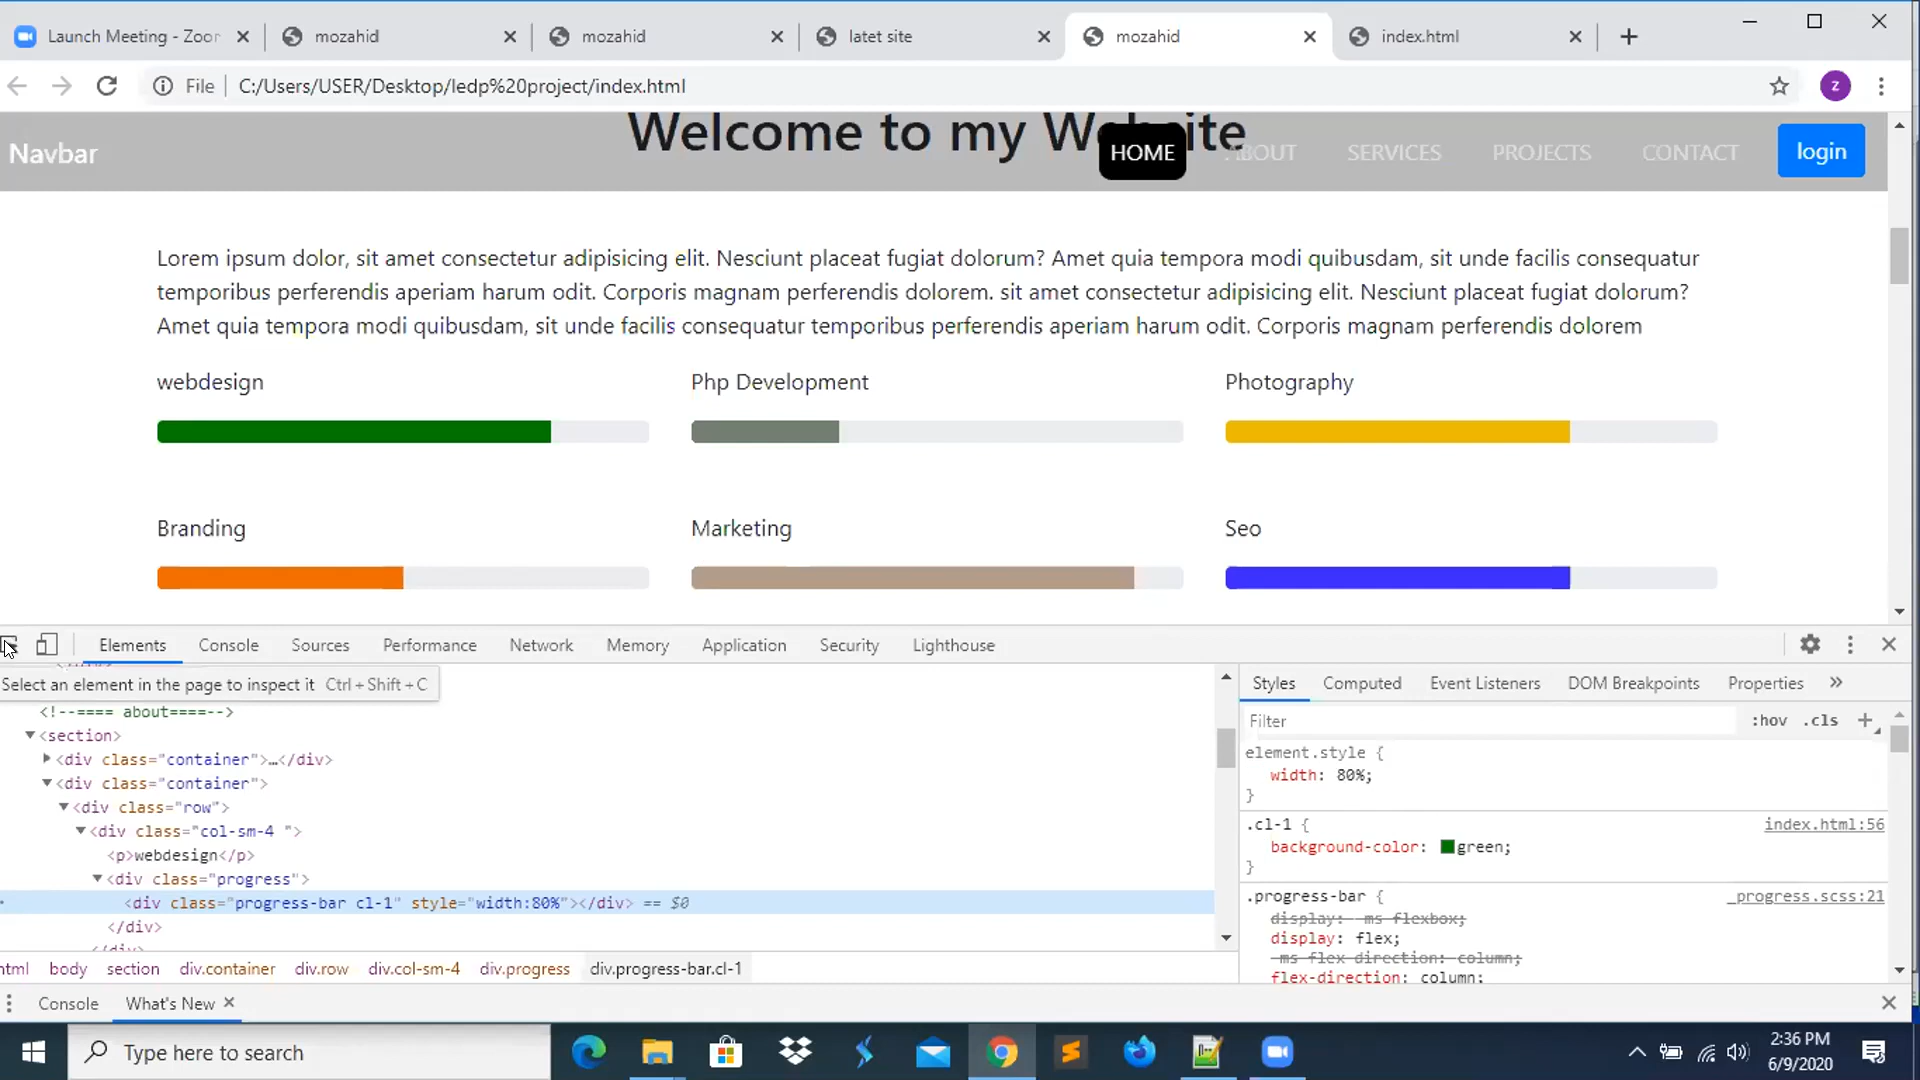 Launch Meeting - Zoor
mozahid
mozahid
latet site
mozahid
index.html
File
C:/Users/USER/Desktop/ledp%20project/index.html
z
Welcome to my Website
Navbar
HOME
ABOUT
SERVICES
PROJECTS
CONTACT
login
Lorem ipsum dolor, sit amet consectetur adipisicing elit. Nesciunt placeat fugiat dolorum? Amet quia tempora modi quibusdam, sit unde facilis consequatur
temporibus perferendis aperiam harum odit. Corporis magnam perferendis dolorem. sit amet consectetur adipisicing elit. Nesciunt placeat fugiat dolorum?
Amet quia tempora modi quibusdam, sit unde facilis consequatur temporibus perferendis aperiam harum odit. Corporis magnam perferendis dolorem
webdesign
Php Development
Photography
Branding
Marketing
Seo
Elements
Console
Sources
Performance
Network
Memory
Application
Security
Lighthouse
Select an element in the page to inspect it Ctrl + Shift + C
<!--==== about====-->
<section>
<div class="container">…</div>
<div class="container">
<div class="row">
<div class="col-sm-4 ">
<p>webdesign</p>
<div class="progress">
<div class="progress-bar cl-1" style="width:80%"></div> == $0
</div>
Styles
Computed
Event Listeners
DOM Breakpoints
Properties
»
Filter
:hov .cls +
element.style {
width: 80%;
}
.cl-1 {
index.html:56
background-color: green;
}
.progress-bar {
_progress.scss:21
display: -ms-flexbox;
display: flex;
-ms-flex-direction: column;
flex-direction: column;
html body section div.container div.row div.col-sm-4 div.progress div.progress-bar.cl-1
Console
What's New
Type here to search
2:36 PM
6/9/2020